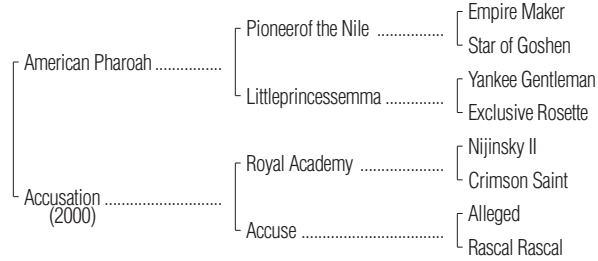 Empire Maker
Pioneerof the Nile ................
Star of Goshen
American Pharoah ................
Yankee Gentleman
Littleprincessemma ..............
Exclusive Rosette
Nijinsky II
Royal Academy ....................
Crimson Saint
Accusation ............................
(2000)
Alleged
Accuse ..................................
Rascal Rascal